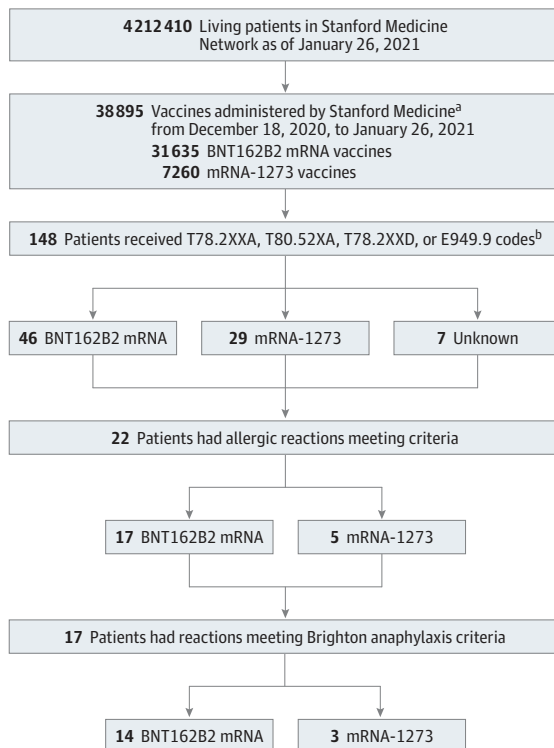 4 212 410 Living patients in Stanford Medicine
Network as of January 26, 2021
38 895 Vaccines administered by Stanford Medicineᵃ
from December 18, 2020, to January 26, 2021
31 635 BNT162B2 mRNA vaccines
7260 mRNA-1273 vaccines
148 Patients received T78.2XXA, T80.52XA, T78.2XXD, or E949.9 codesᵇ
46 BNT162B2 mRNA
29 mRNA-1273
7 Unknown
22 Patients had allergic reactions meeting criteria
17 BNT162B2 mRNA
5 mRNA-1273
17 Patients had reactions meeting Brighton anaphylaxis criteria
14 BNT162B2 mRNA
3 mRNA-1273